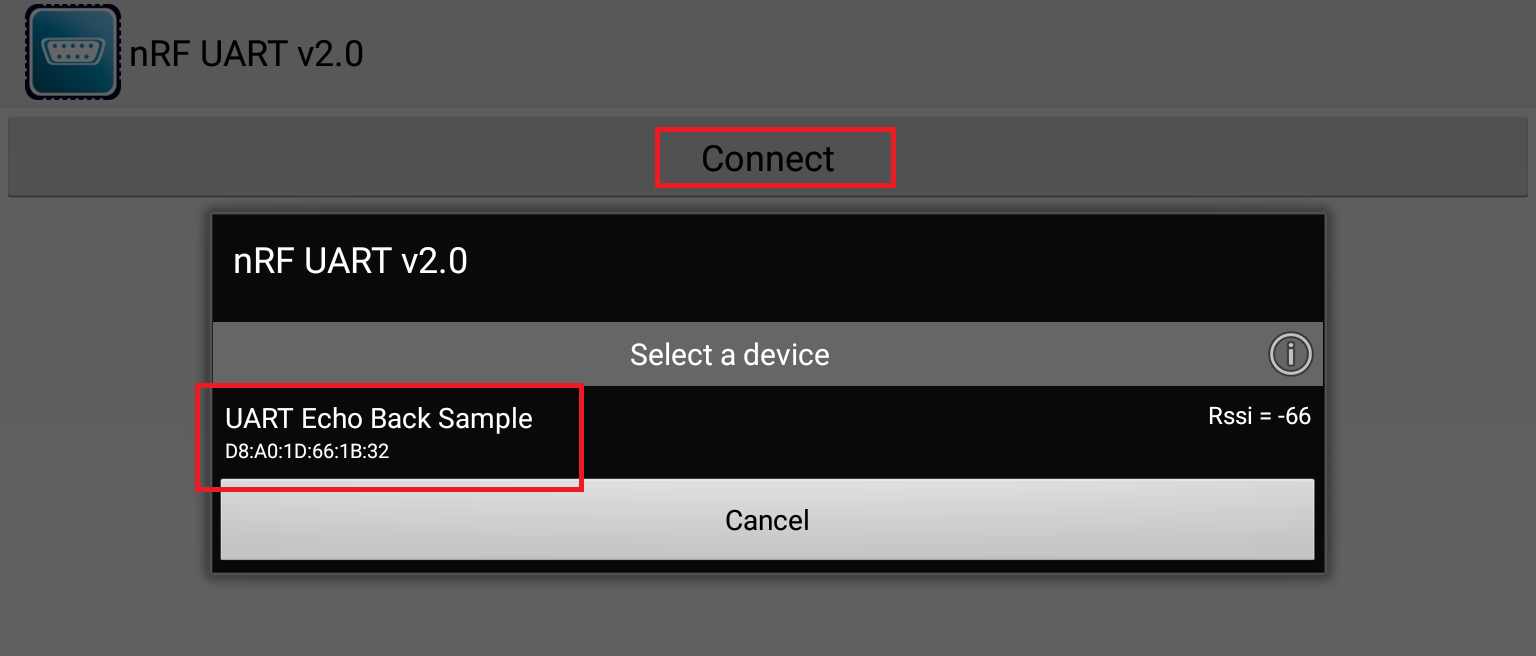 nRF UART v2.0
Connect
nRF UART v2.0
Select a device
UART Echo Back Sample
Rssi = -66
D8:A0:1D:66:1B:32
Cancel